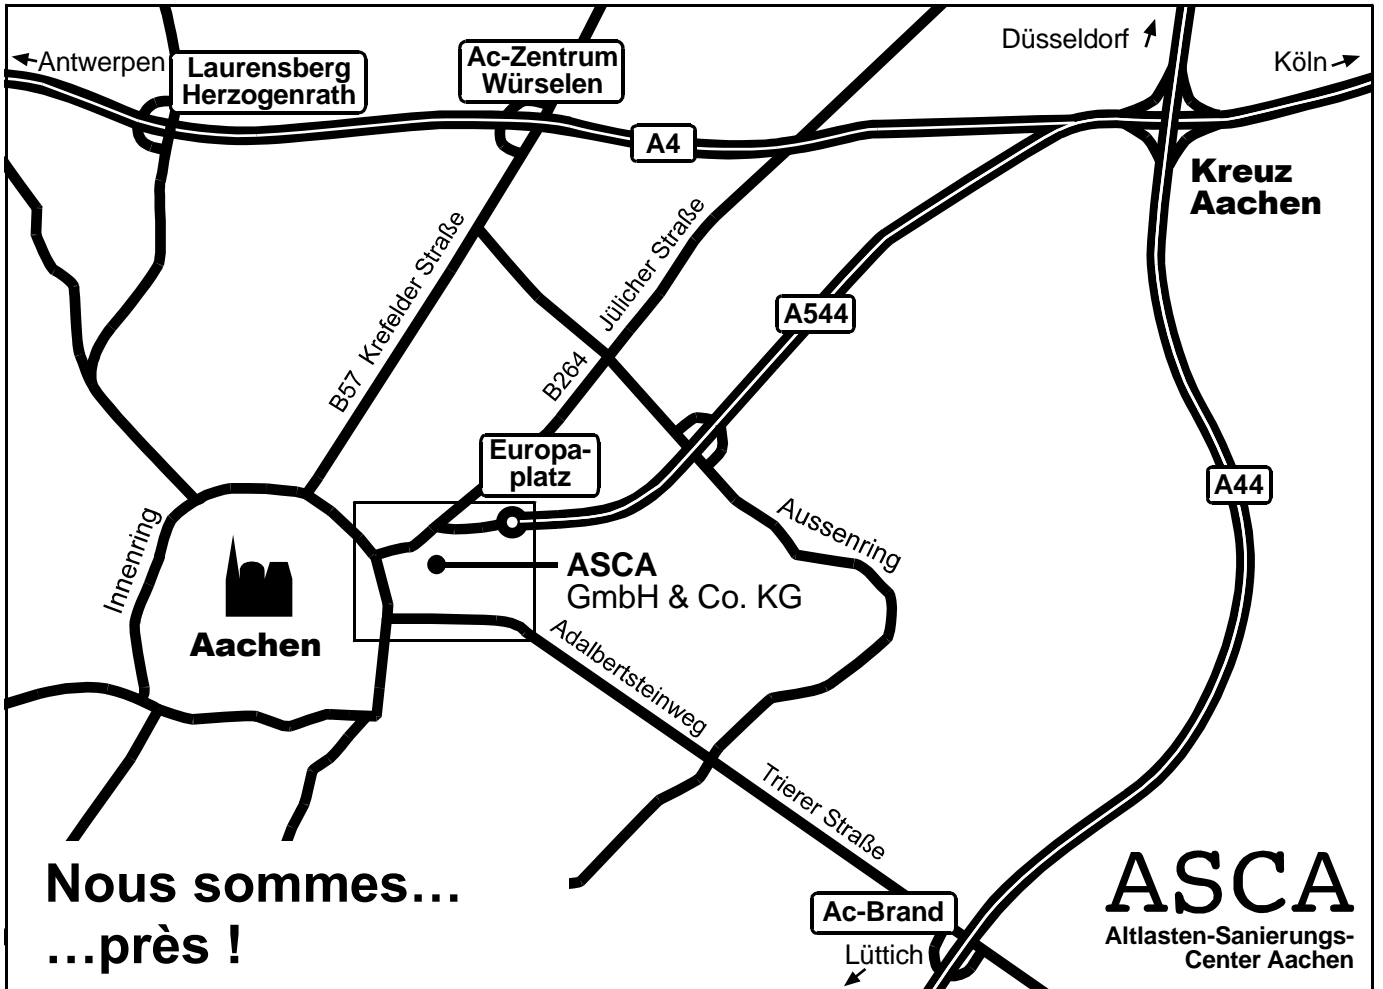 Düsseldorf
Antwerpen
Köln
Laurensberg
Herzogenrath
Ac-Zentrum
Würselen
A4
Kreuz
Aachen
B57 Krefelder Straße
B264 Jülicher Straße
A544
Europa-
platz
A44
Innenring
Aussenring
ASCA
GmbH & Co. KG
Aachen
Adalbertsteinweg
Trierer Straße
Nous sommes…
…près !
Ac-Brand
Lüttich
ASCA
Altlasten-Sanierungs-
Center Aachen